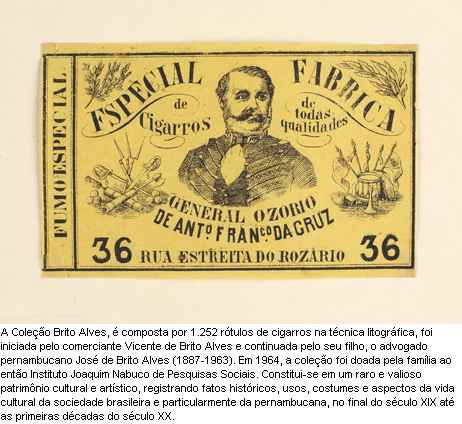 FUMO ESPECIAL
ESPECIAL FABRICA
de Cigarros de todas qualidades
GENERAL OZORIO
DE ANTº FRANcº DA CRUZ
36 RUA ESTREITA DO ROZARIO 36
A Coleção Brito Alves, é composta por 1.252 rótulos de cigarros na técnica litográfica, foi
iniciada pelo comerciante Vicente de Brito Alves e continuada pelo seu filho, o advogado
pernambucano José de Brito Alves (1887-1963). Em 1964, a coleção foi doada pela família ao
então Instituto Joaquim Nabuco de Pesquisas Sociais. Constitui-se em um raro e valioso
patrimônio cultural e artístico, registrando fatos históricos, usos, costumes e aspectos da vida
cultural da sociedade brasileira e particularmente da pernambucana, no final do século XIX até
as primeiras décadas do século XX.